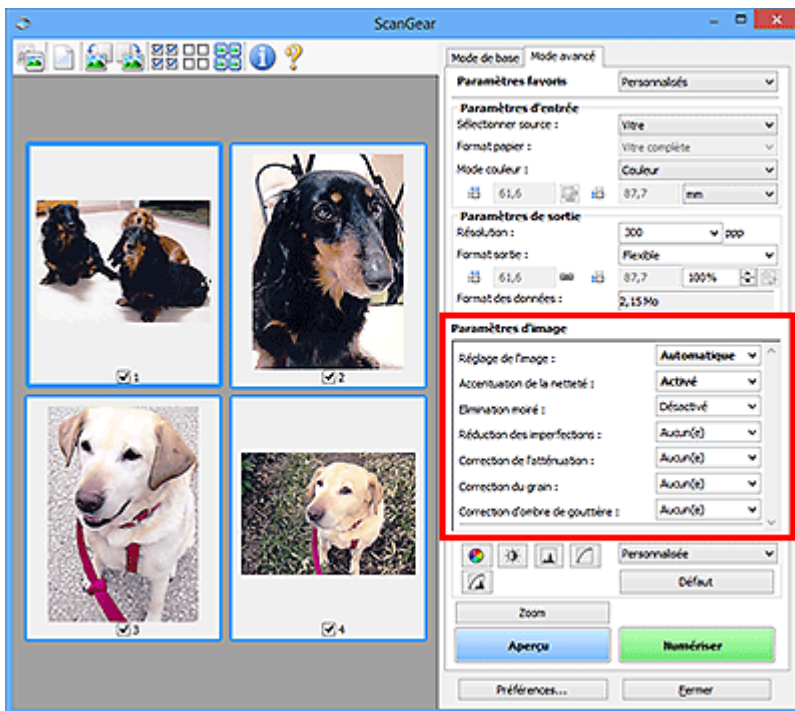 ScanGear
Mode de base Mode avancé
Paramètres favoris Personnalisés
Paramètres d'entrée
Sélectionner source : Vitre
Format papier : Vitre complète
Mode couleur : Couleur
61,6 87,7 mm
Paramètres de sortie
Résolution : 300 ppp
Format sortie : Flexible
61,6 87,7 100%
Format des données : 2,15 Mo
Paramètres d'image
Réglage de l'image : Automatique
Accentuation de la netteté : Activé
Elimination moiré : Désactivé
Réduction des imperfections : Aucun(e)
Correction de l'atténuation : Aucun(e)
Correction du grain : Aucun(e)
Correction d'ombre de gouttière : Aucun(e)
Personnalisée
Défaut
Zoom
Aperçu Numériser
Préférences... Fermer
1 2
3 4